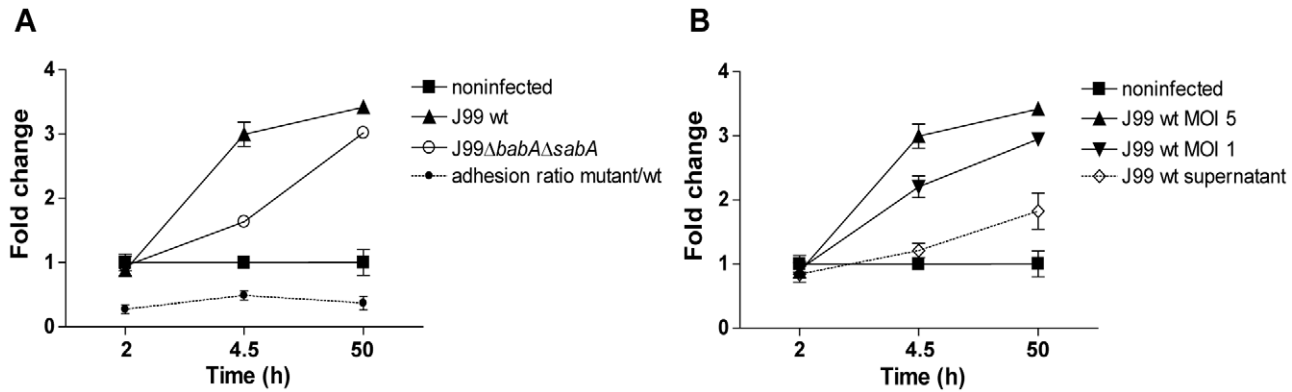 A
Fold change
4
3
2
1
0
2
4.5
50
Time (h)
noninfected
J99 wt
J99ΔbabAΔsabA
adhesion ratio mutant/wt
B
Fold change
4
3
2
1
0
2
4.5
50
Time (h)
noninfected
J99 wt MOI 5
J99 wt MOI 1
J99 wt supernatant